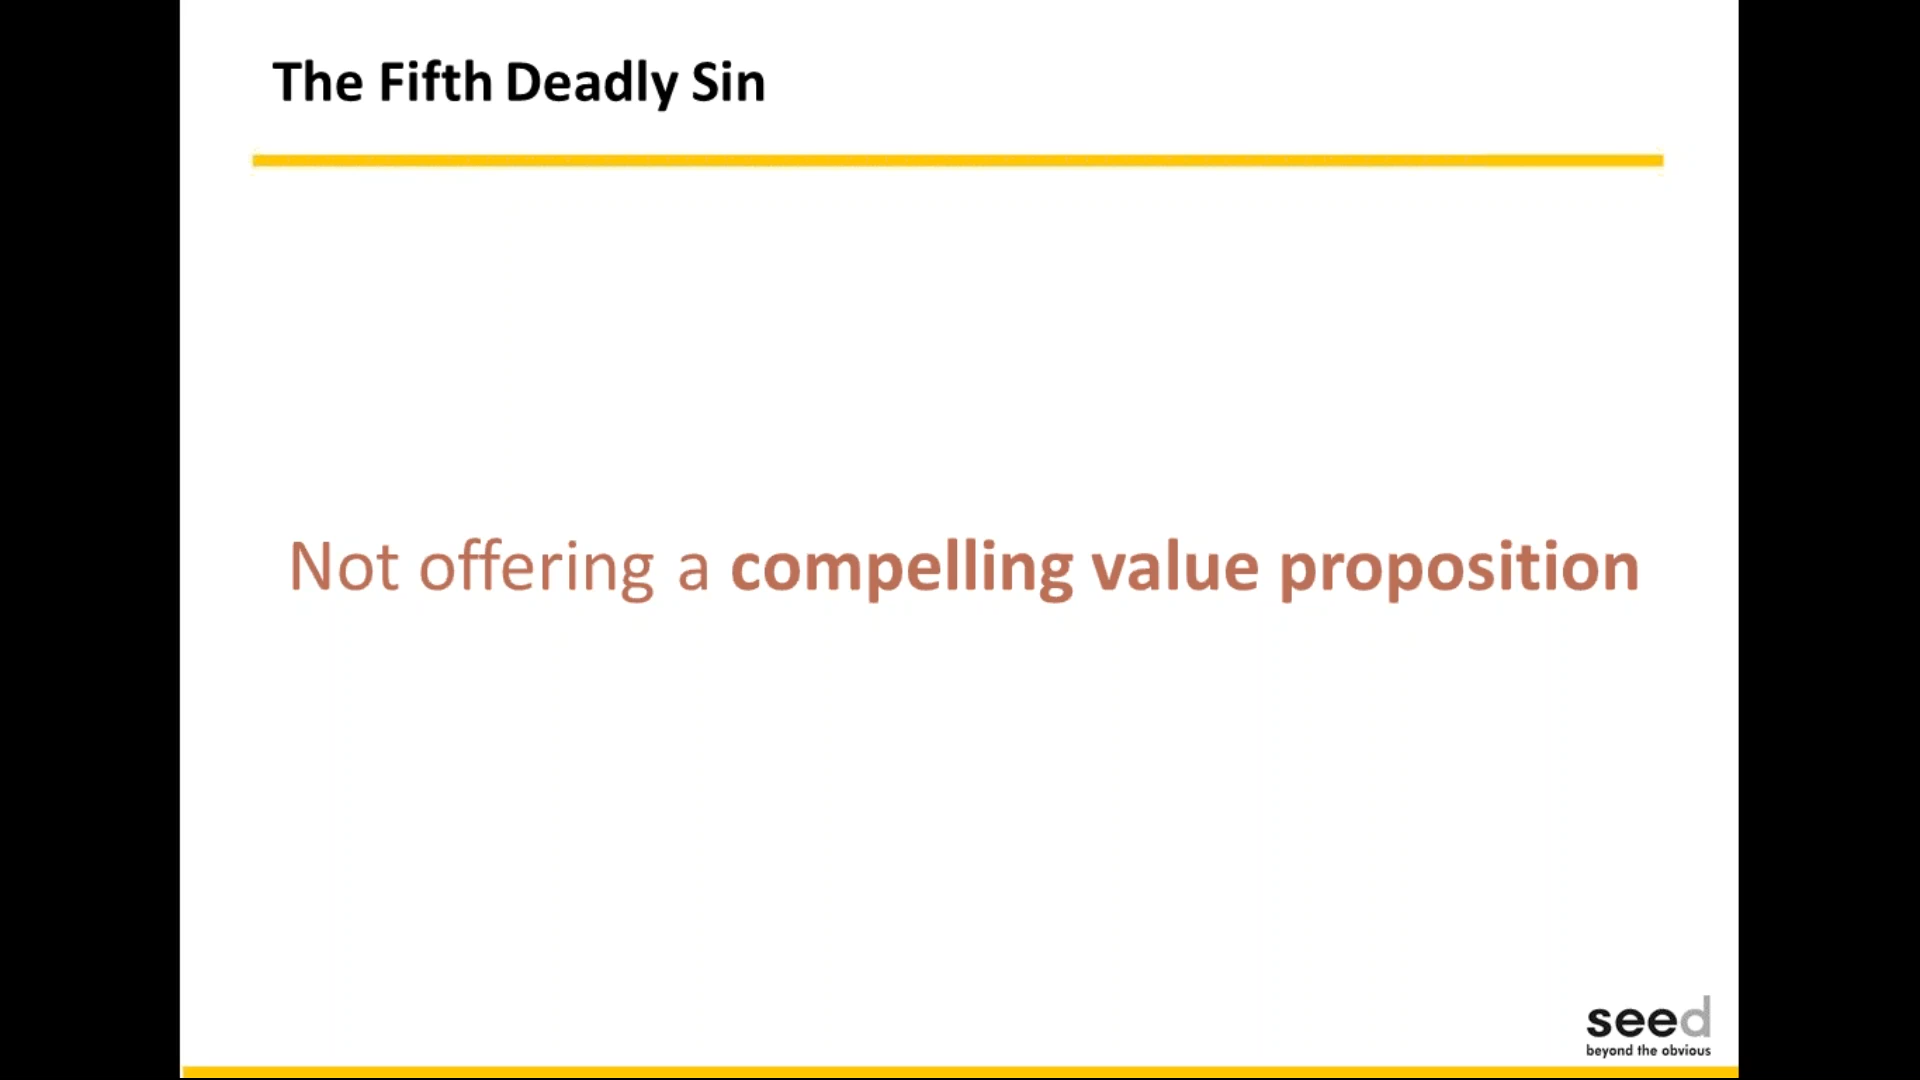 The Fifth Deadly Sin
Not offering a compelling value proposition
seed
beyond the obvious